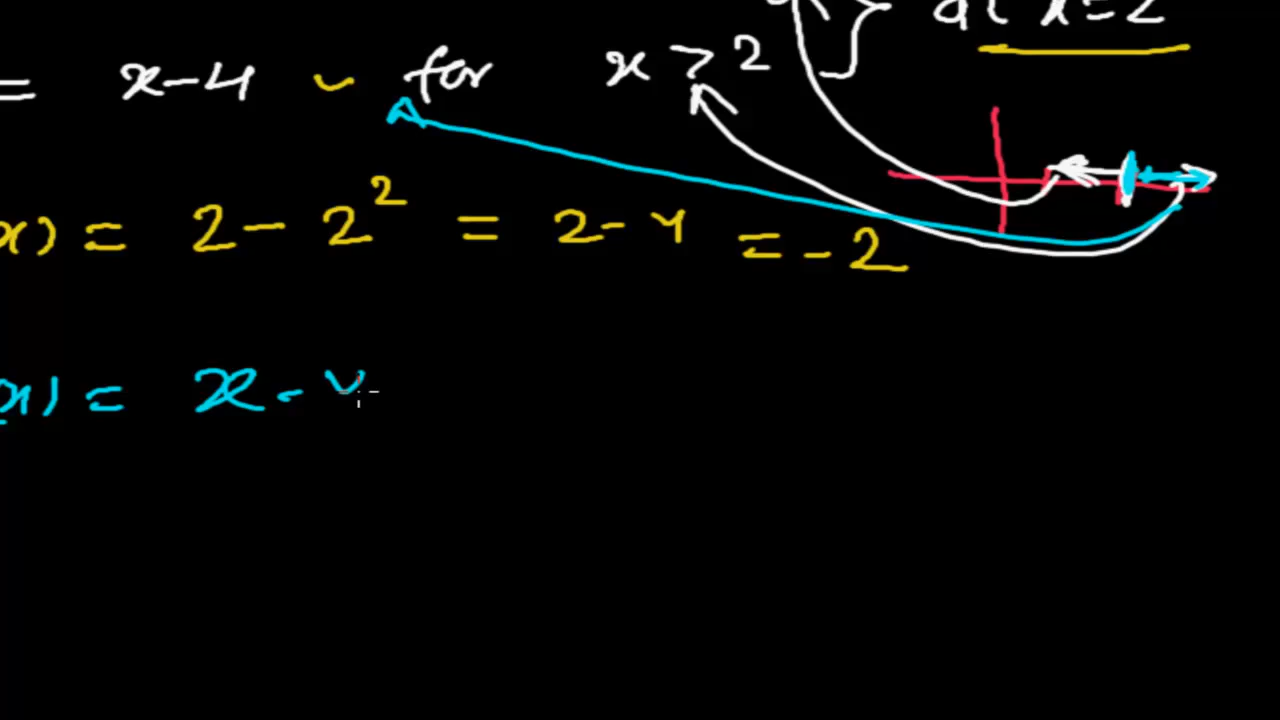 at x=2
= x-4 for x > 2
x) = 2 - 2² = 2-4 = -2
(x) = x - 4